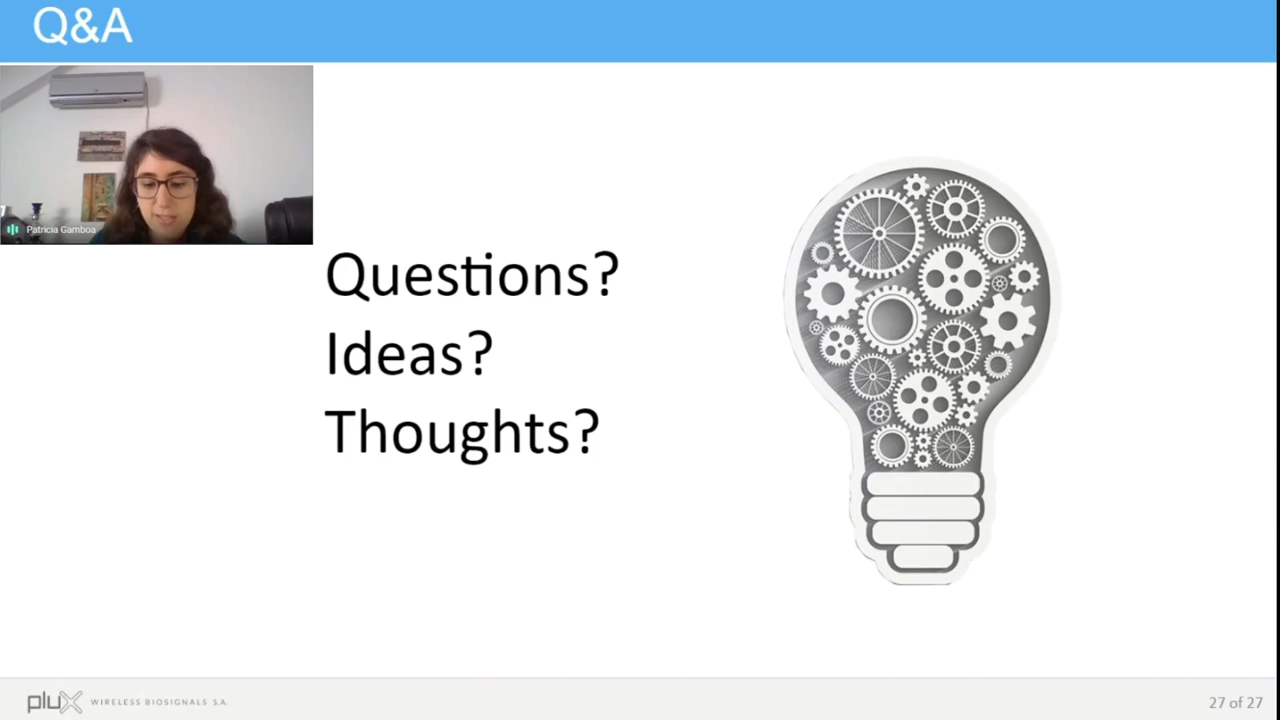 Q&A
Patricia Gamboa
Questions?
Ideas?
Thoughts?
plux WIRELESS BIOSIGNALS S.A.
27 of 27